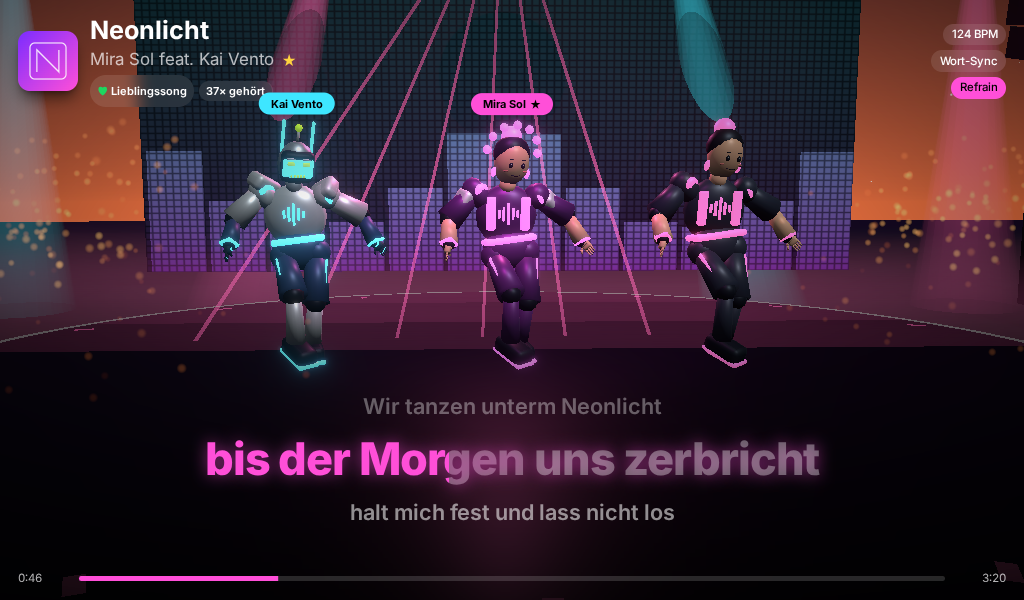 Neonlicht
Mira Sol feat. Kai Vento ★
Lieblingssong
37× gehört
124 BPM
Wort-Sync
Refrain
Kai Vento
Mira Sol ★
Wir tanzen unterm Neonlicht
bis der Morgen uns zerbricht
halt mich fest und lass nicht los
0:46
3:20